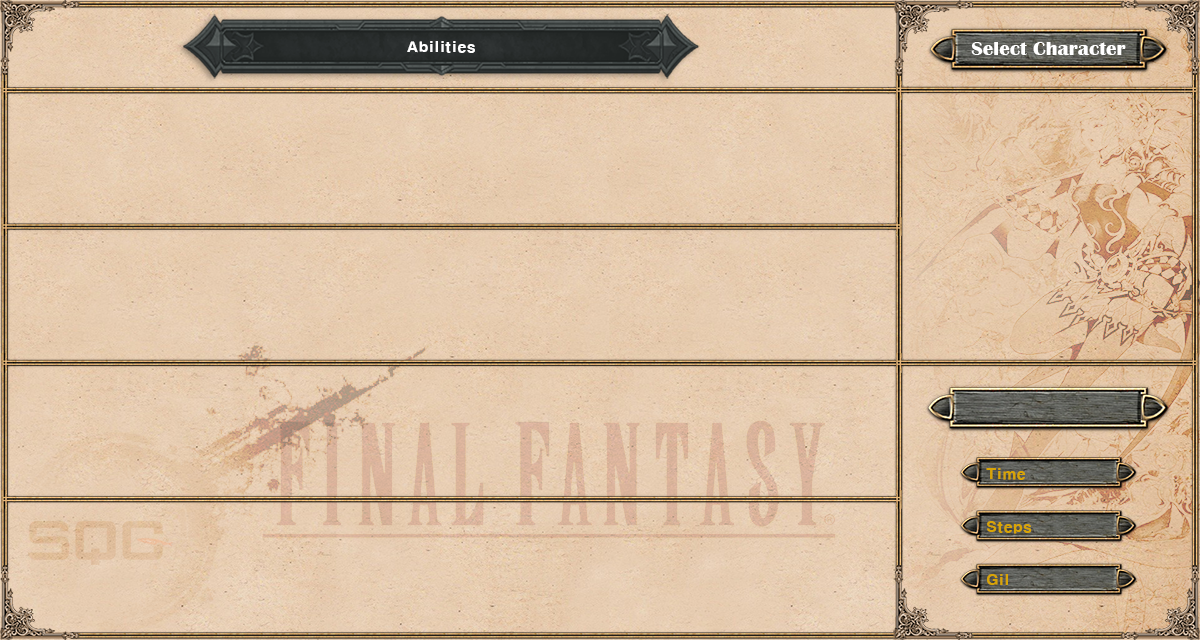 Abilities
Select Character
FINAL FANTASY
SQG
Time
Steps
Gil